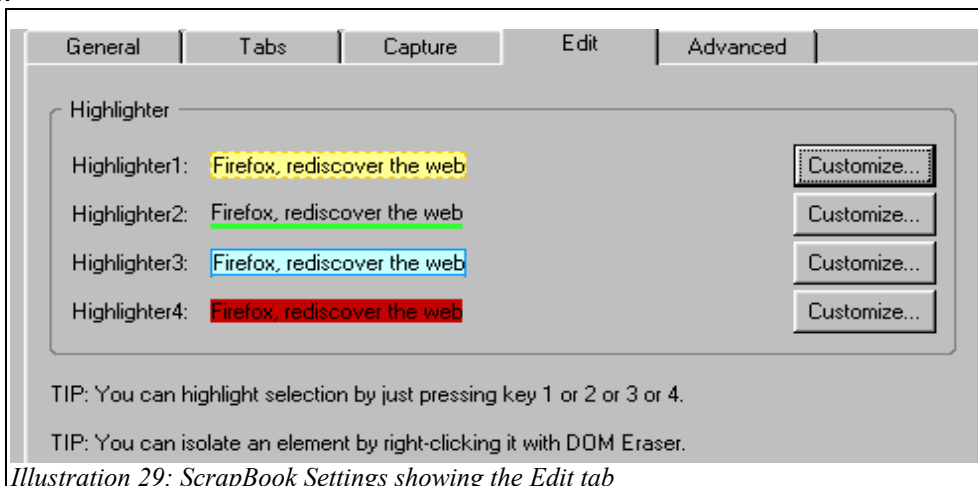 General Tabs Capture Edit Advanced
Highlighter
Highlighter1: Firefox, rediscover the web Customize...
Highlighter2: Firefox, rediscover the web Customize...
Highlighter3: Firefox, rediscover the web Customize...
Highlighter4: Firefox, rediscover the web Customize...
TIP: You can highlight selection by just pressing key 1 or 2 or 3 or 4.
TIP: You can isolate an element by right-clicking it with DOM Eraser.
Illustration 29: ScrapBook Settings showing the Edit tab